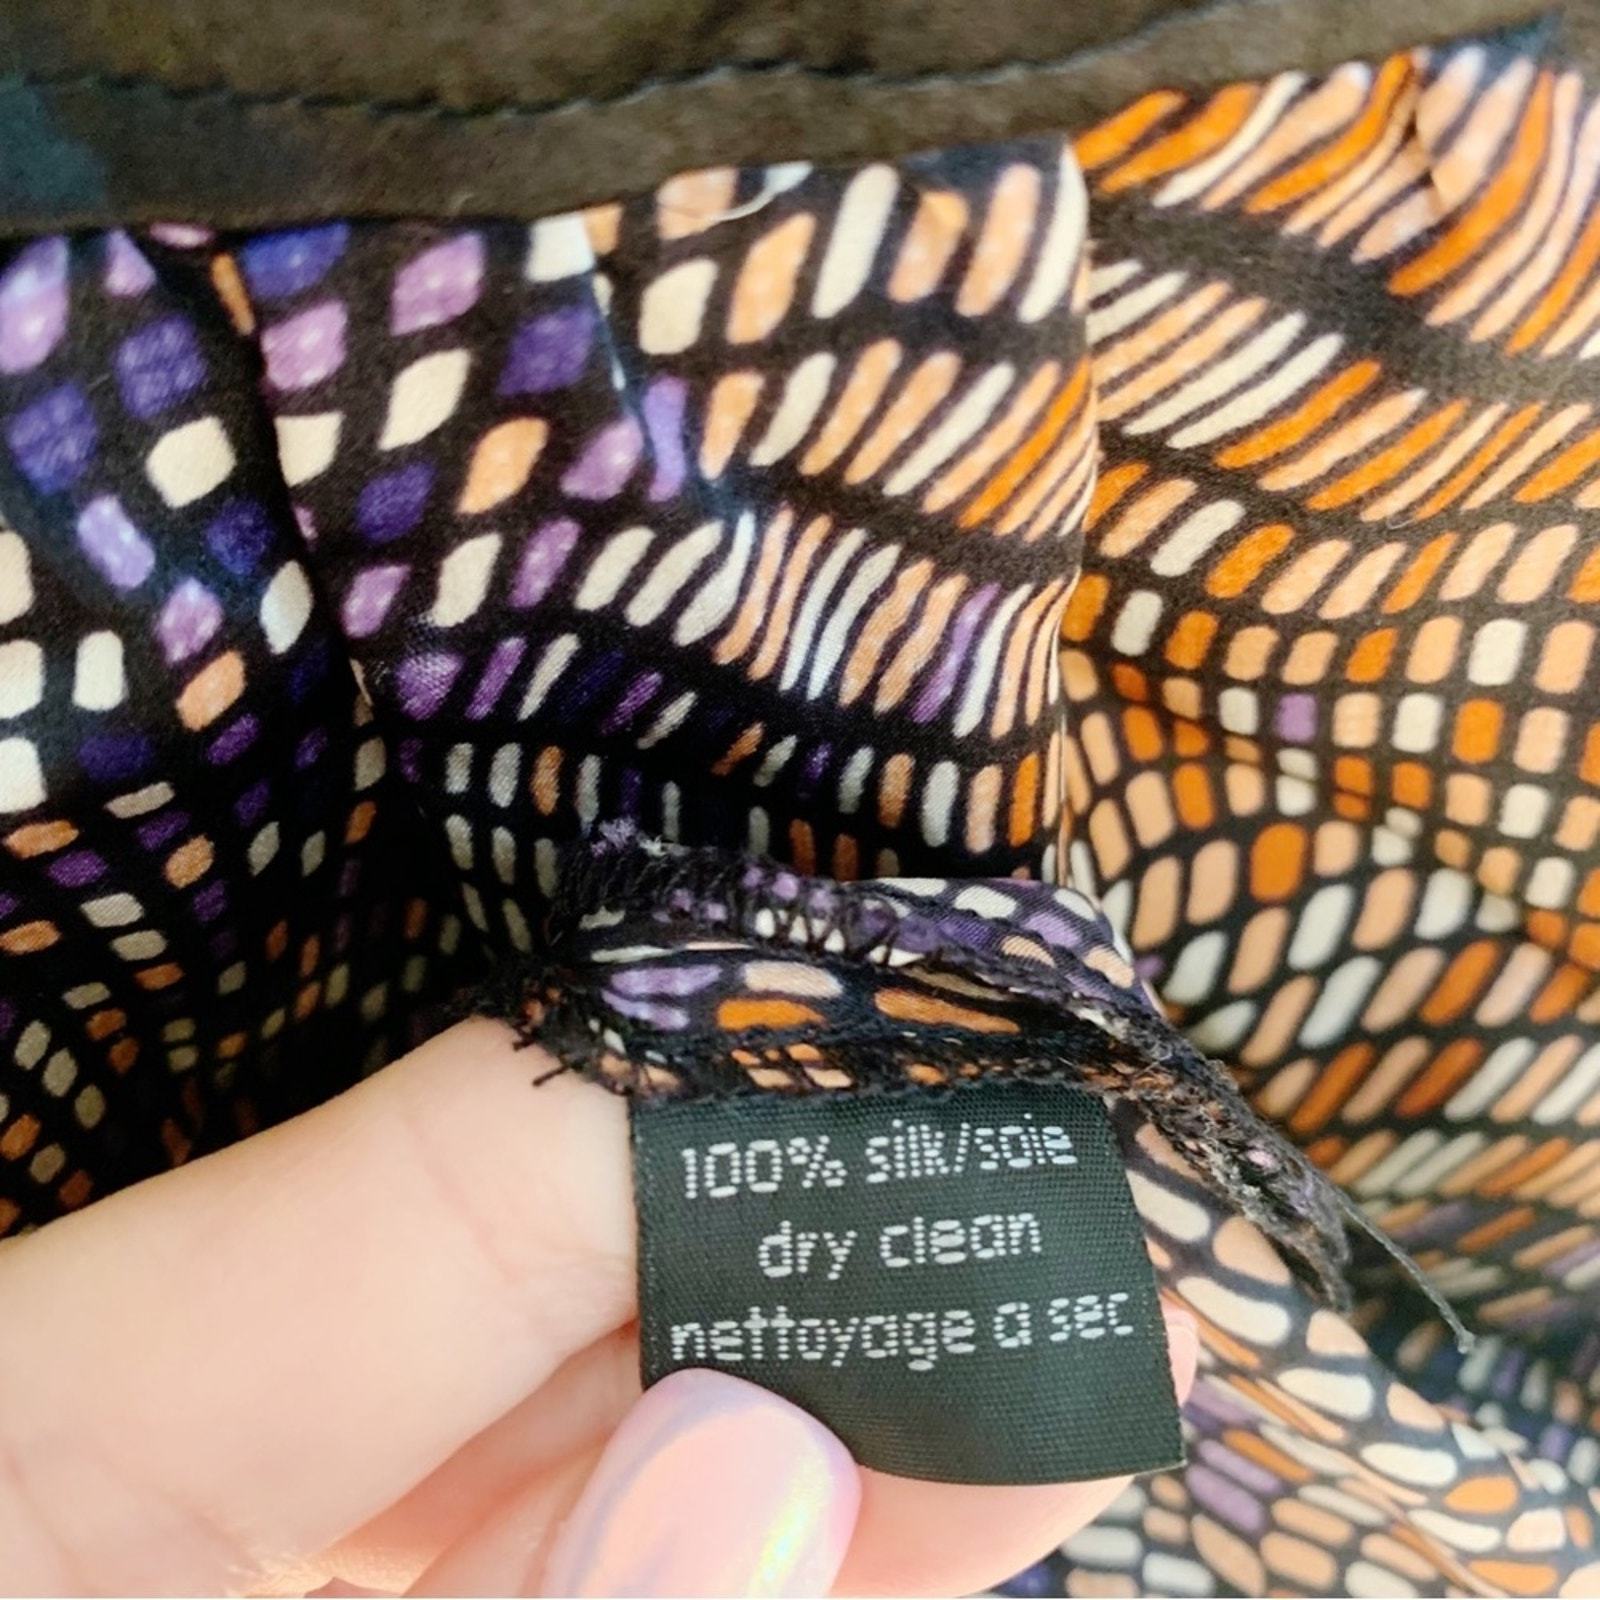 100% silk/soie
dry clean
nettoyage a sec